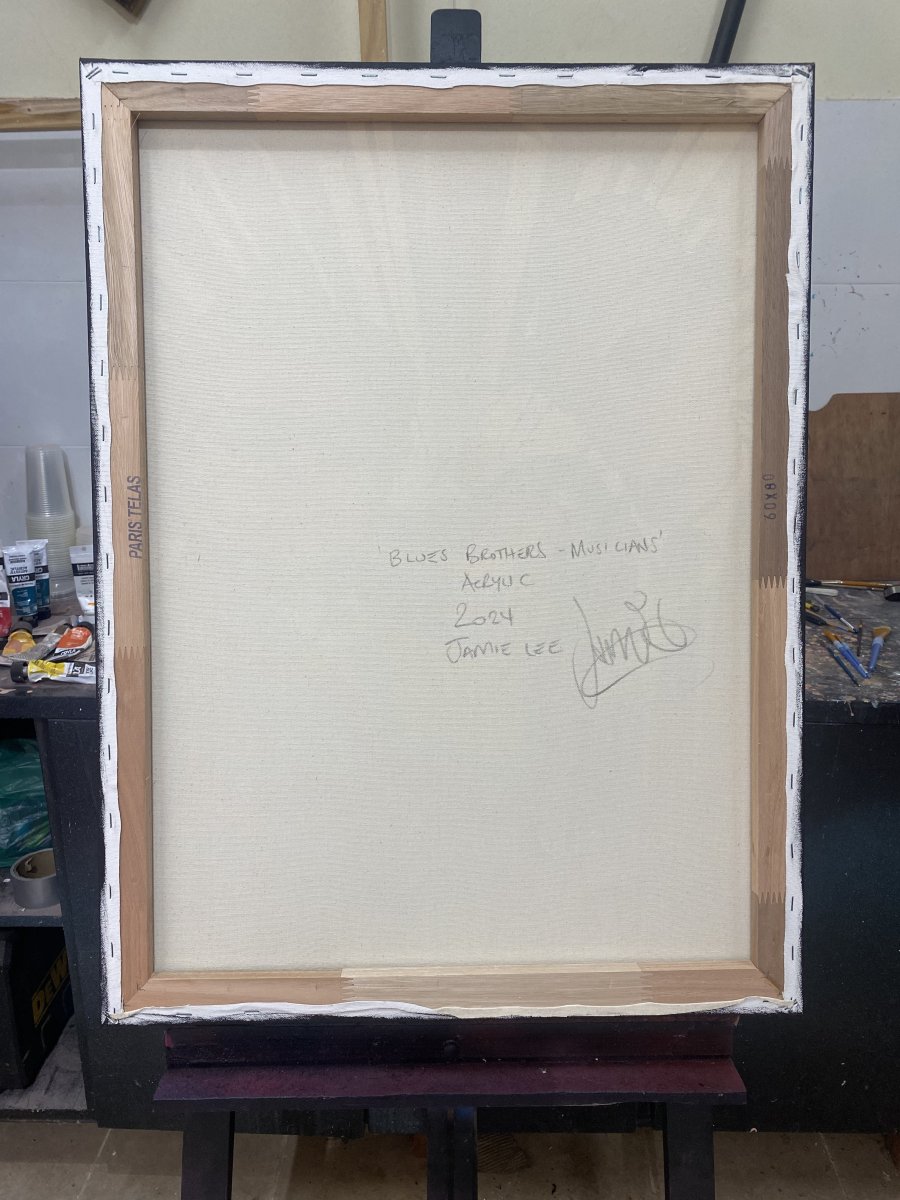 PARIS TELAS
60X80
'BLUES BROTHERS - MUSICIANS'
ACRYLIC
2024
JAMIE LEE